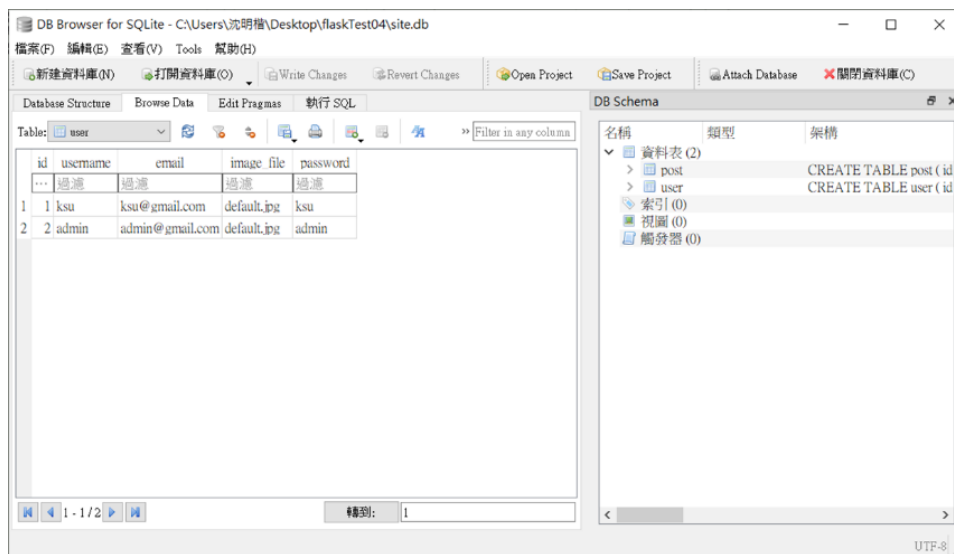 DB Browser for SQLite - C:\Users\沈明楷\Desktop\flaskTest04\site.db
檔案(F) 編輯(E) 查看(V) Tools 幫助(H)
新建資料庫(N) 打開資料庫(O) Write Changes Revert Changes Open Project Save Project Attach Database 關閉資料庫(C)
Database Structure Browse Data Edit Pragmas 執行 SQL
Table: user Filter in any column
id username email image_file password
... 過濾 過濾 過濾 過濾
1 1 ksu ksu@gmail.com default.jpg ksu
2 2 admin admin@gmail.com default.jpg admin
1 - 1 / 2 轉到: 1
DB Schema
名稱 類型 架構
資料表 (2)
post CREATE TABLE post ( id
user CREATE TABLE user ( id
索引 (0)
視圖 (0)
觸發器 (0)
UTF-8